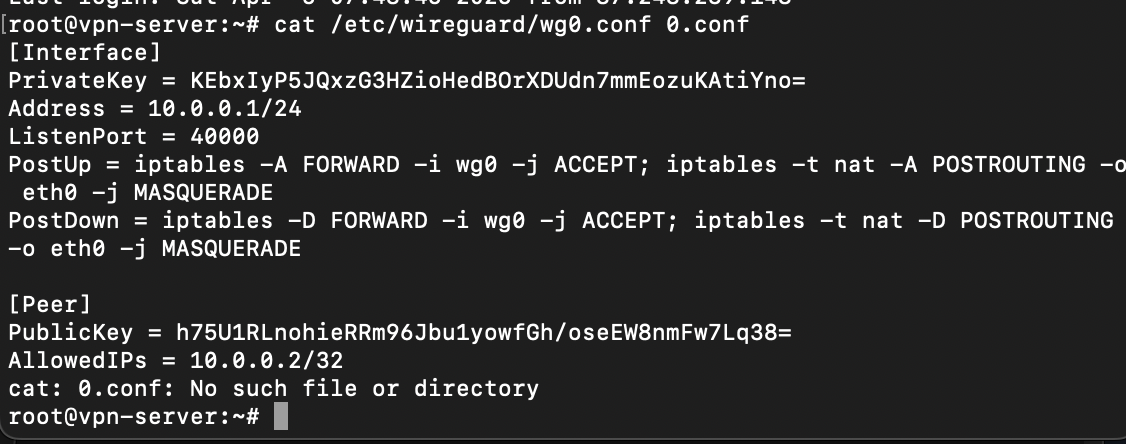 [root@vpn-server:~# cat /etc/wireguard/wg0.conf 0.conf
[Interface]
PrivateKey = KEbxIyP5JQxzG3HZioHedBOrXDUdn7mmEozuKAtiYno=
Address = 10.0.0.1/24
ListenPort = 40000
PostUp = iptables -A FORWARD -i wg0 -j ACCEPT; iptables -t nat -A POSTROUTING -o
 eth0 -j MASQUERADE
PostDown = iptables -D FORWARD -i wg0 -j ACCEPT; iptables -t nat -D POSTROUTING
-o eth0 -j MASQUERADE
[Peer]
PublicKey = h75U1RLnohieRRm96Jbu1yowfGh/oseEW8nmFw7Lq38=
AllowedIPs = 10.0.0.2/32
cat: 0.conf: No such file or directory
root@vpn-server:~#